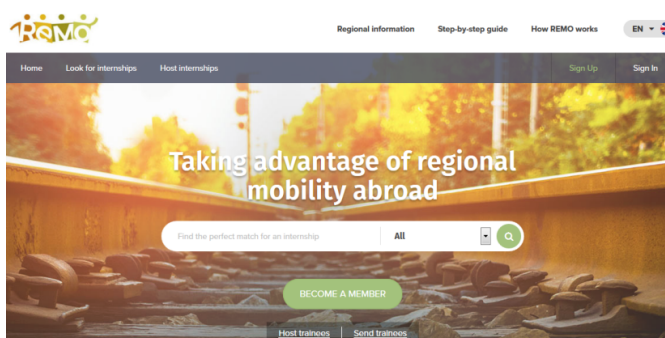 REMO
Regional information Step-by-step guide How REMO works EN
Home Look for internships Host internships Sign Up Sign In
Taking advantage of regional
mobility abroad
Find the perfect match for an internship All
BECOME A MEMBER
Host trainees Send trainees